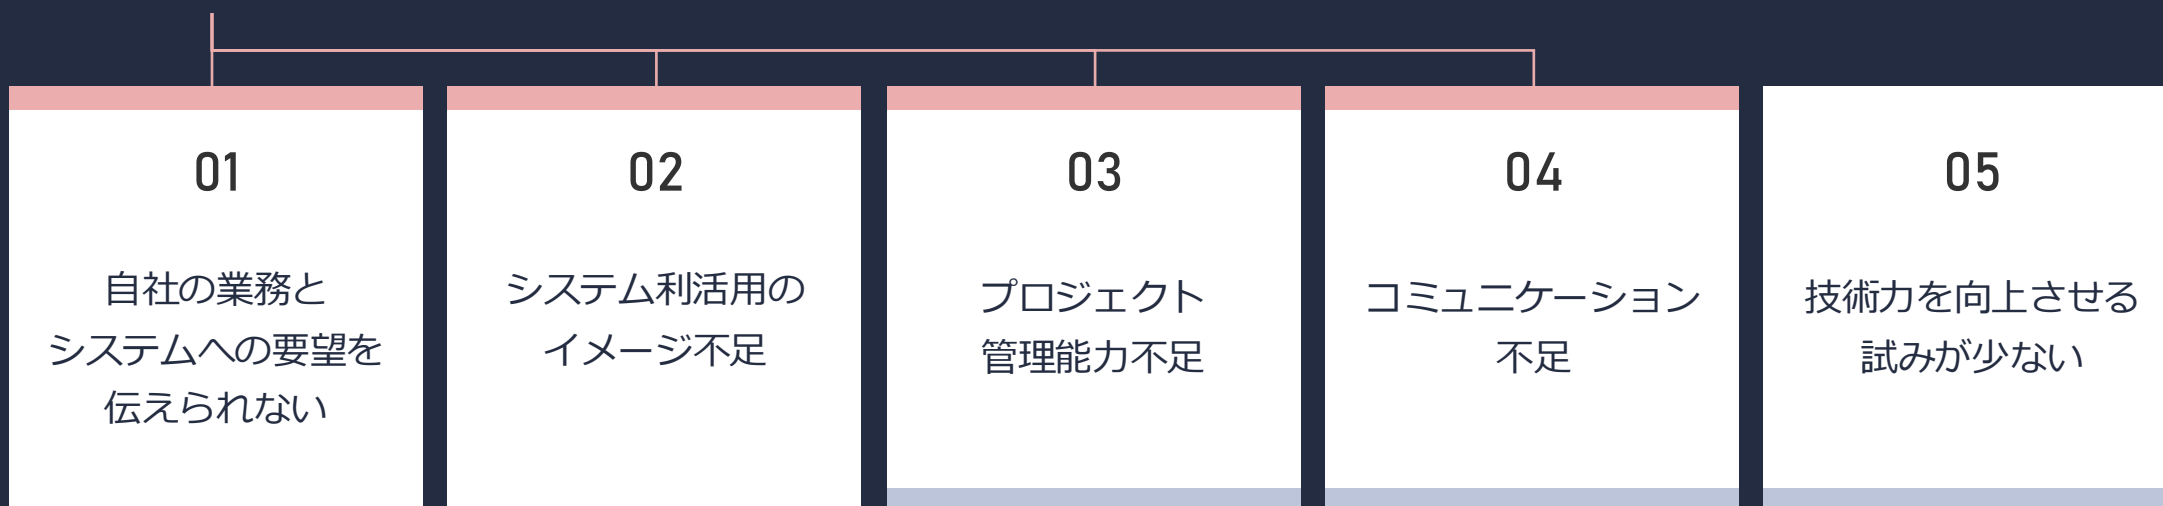 01
自社の業務と
システムへの要望を
伝えられない
02
システム利活用の
イメージ不足
03
プロジェクト
管理能力不足
04
コミュニケーション
不足
05
技術力を向上させる
試みが少ない